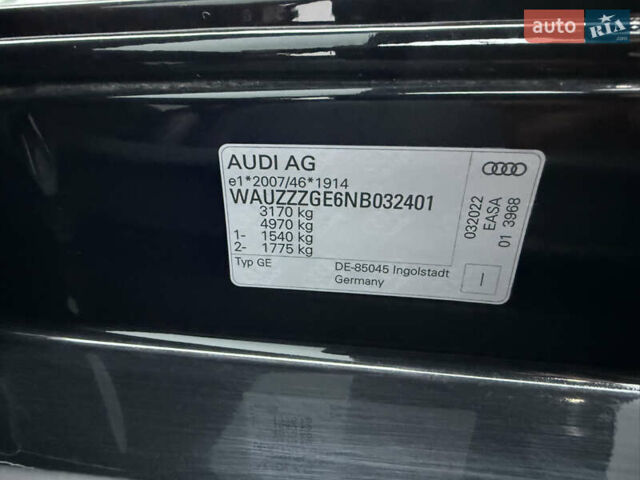 auto RIA .com
AUDI AG
e1*2007/46*1914
WAUZZZGE6NB032401
3170 kg
4970 kg
1- 1540 kg
2- 1775 kg
Typ GE
DE-85045 Ingolstadt
Germany
032022
EASA
01 3968
I